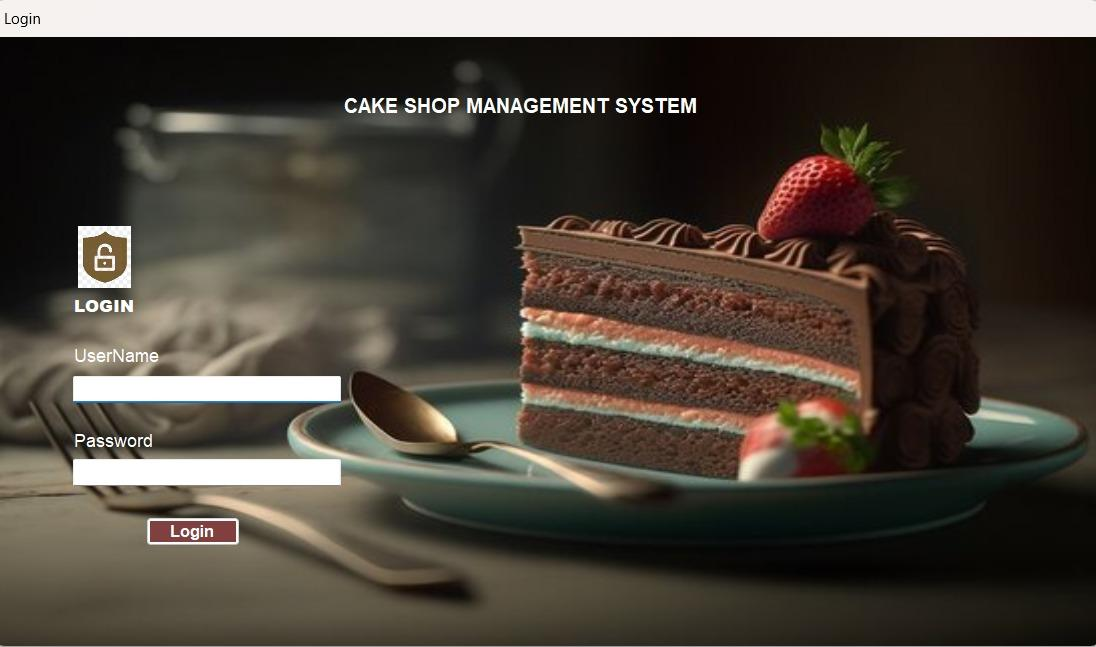 Login
CAKE SHOP MANAGEMENT SYSTEM
LOGIN
UserName
Password
Login